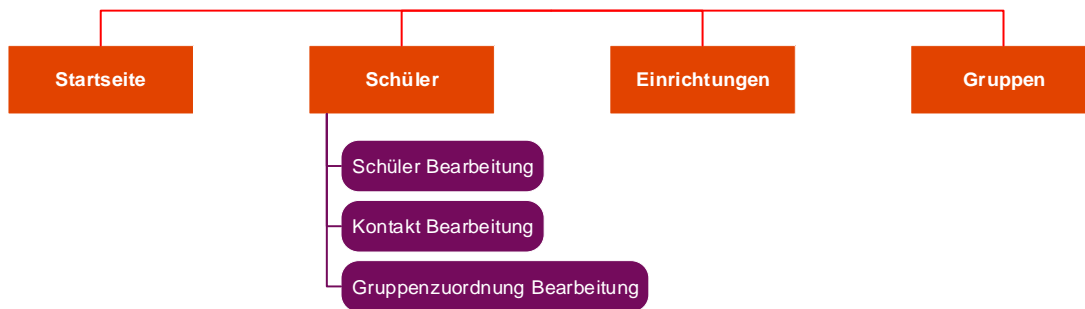 Startseite
Schüler
Einrichtungen
Gruppen
Schüler Bearbeitung
Kontakt Bearbeitung
Gruppenzuordnung Bearbeitung